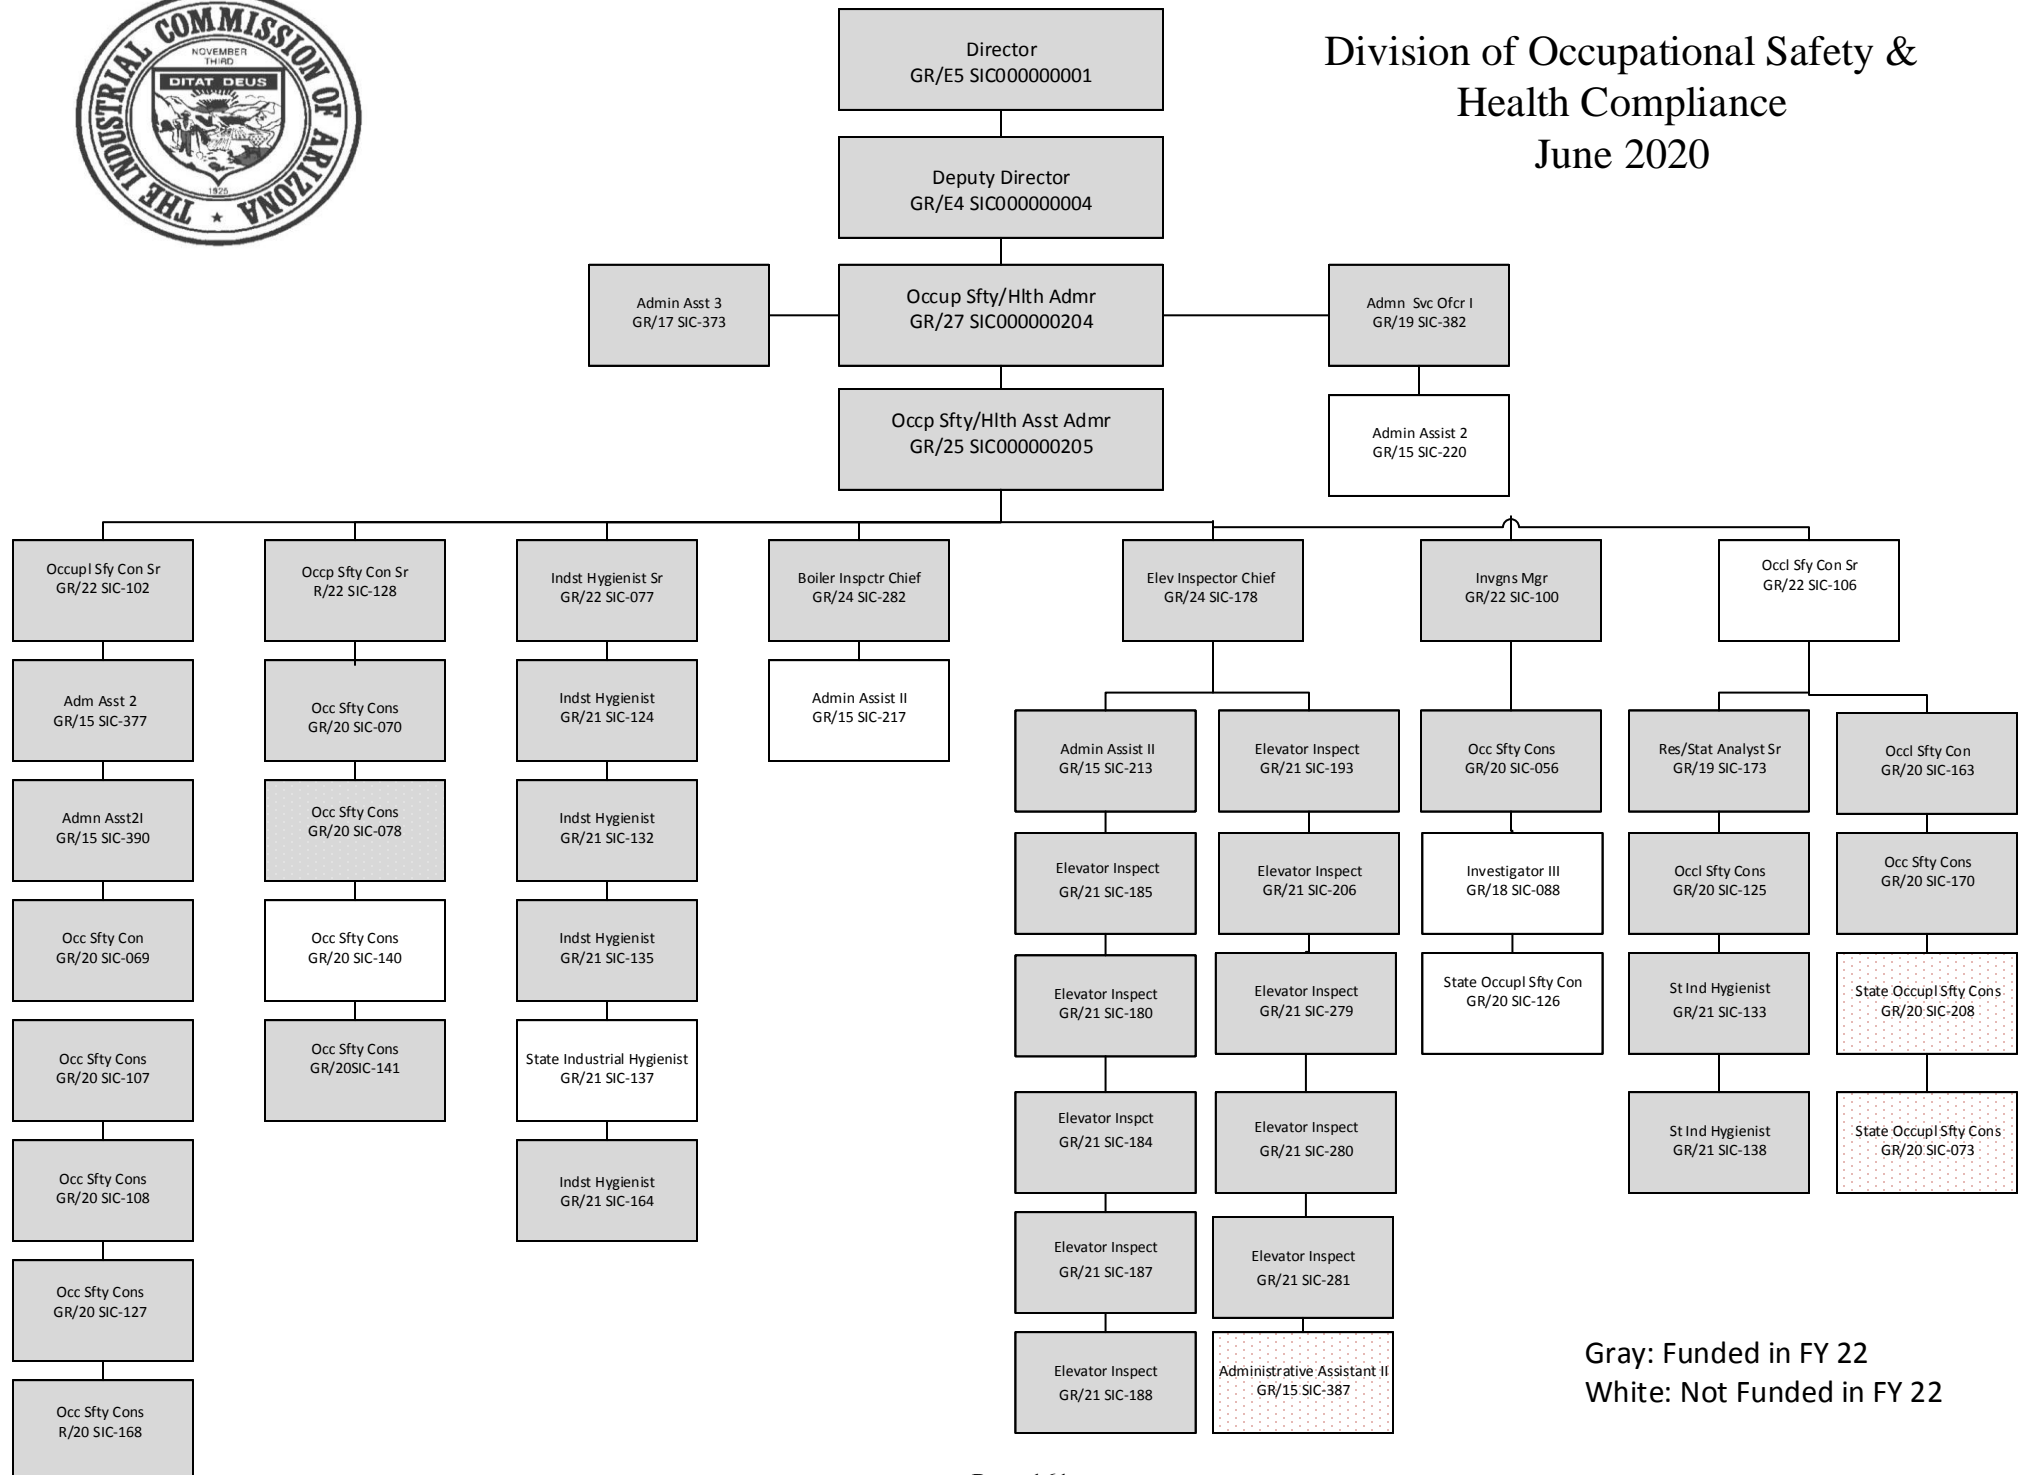 THE INDUSTRIAL COMMISSION OF ARIZONA
NOVEMBER
THIRD
DITAT DEUS
1925
Division of Occupational Safety &
Health Compliance
June 2020
Director
GR/E5 SIC000000001
Deputy Director
GR/E4 SIC000000004
Admin Asst 3
GR/17 SIC-373
Occup Sfty/Hlth Admr
GR/27 SIC000000204
Admn Svc Ofcr I
GR/19 SIC-382
Occp Sfty/Hlth Asst Admr
GR/25 SIC000000205
Admin Assist 2
GR/15 SIC-220
Occupl Sfy Con Sr
GR/22 SIC-102
Adm Asst 2
GR/15 SIC-377
Admn Asst2I
GR/15 SIC-390
Occ Sfty Con
GR/20 SIC-069
Occ Sfty Cons
GR/20 SIC-107
Occ Sfty Cons
GR/20 SIC-108
Occ Sfty Cons
GR/20 SIC-127
Occ Sfty Cons
R/20 SIC-168
Occp Sfty Con Sr
R/22 SIC-128
Occ Sfty Cons
GR/20 SIC-070
Occ Sfty Cons
GR/20 SIC-078
Occ Sfty Cons
GR/20 SIC-140
Occ Sfty Cons
GR/20SIC-141
Indst Hygienist Sr
GR/22 SIC-077
Indst Hygienist
GR/21 SIC-124
Indst Hygienist
GR/21 SIC-132
Indst Hygienist
GR/21 SIC-135
State Industrial Hygienist
GR/21 SIC-137
Indst Hygienist
GR/21 SIC-164
Boiler Inspctr Chief
GR/24 SIC-282
Admin Assist II
GR/15 SIC-217
Elev Inspector Chief
GR/24 SIC-178
Admin Assist II
GR/15 SIC-213
Elevator Inspect
GR/21 SIC-185
Elevator Inspect
GR/21 SIC-180
Elevator Inspct
GR/21 SIC-184
Elevator Inspect
GR/21 SIC-187
Elevator Inspect
GR/21 SIC-188
Elevator Inspect
GR/21 SIC-193
Elevator Inspect
GR/21 SIC-206
Elevator Inspect
GR/21 SIC-279
Elevator Inspect
GR/21 SIC-280
Elevator Inspect
GR/21 SIC-281
Administrative Assistant II
GR/15 SIC-387
Invgns Mgr
GR/22 SIC-100
Occ Sfty Cons
GR/20 SIC-056
Investigator III
GR/18 SIC-088
State Occupl Sfty Con
GR/20 SIC-126
Occl Sfy Con Sr
GR/22 SIC-106
Res/Stat Analyst Sr
GR/19 SIC-173
Occl Sfty Cons
GR/20 SIC-125
St Ind Hygienist
GR/21 SIC-133
St Ind Hygienist
GR/21 SIC-138
Occl Sfty Con
GR/20 SIC-163
Occ Sfty Cons
GR/20 SIC-170
State Occupl Sfty Cons
GR/20 SIC-208
State Occupl Sfty Cons
GR/20 SIC-073
Gray: Funded in FY 22
White: Not Funded in FY 22